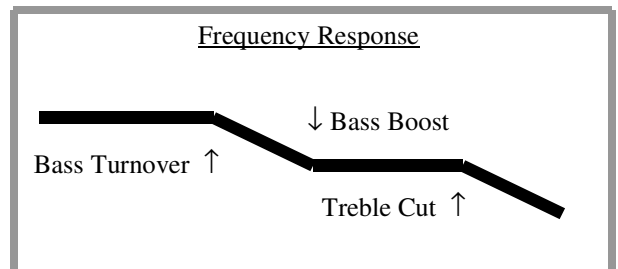 Frequency Response
↓ Bass Boost
Bass Turnover ↑
Treble Cut ↑